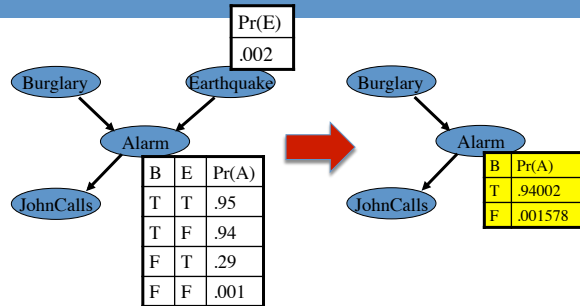 Pr(E)
.002
Burglary
Earthquake
Alarm
B E Pr(A)
T T .95
T F .94
F T .29
F F .001
JohnCalls
Burglary
Alarm
B Pr(A)
T .94002
F .001578
JohnCalls